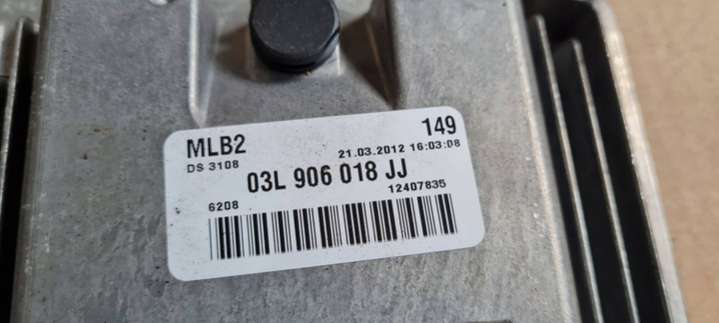 MLB2 149
DS 3108 21.03.2012 16:03:08
03L 906 018 JJ
6208 12407835